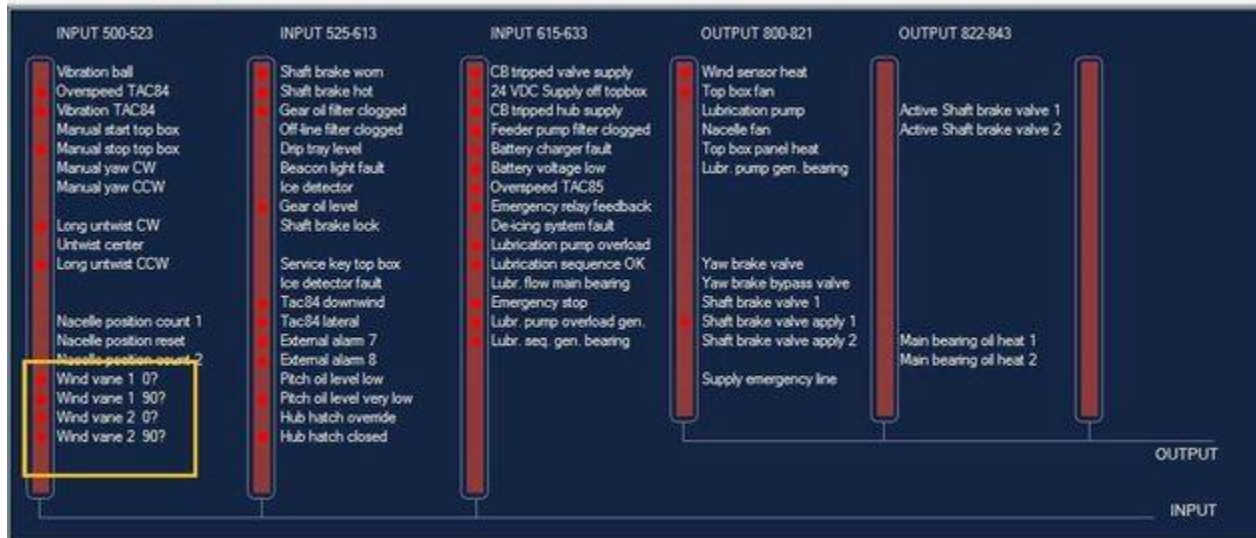 INPUT 500-523
Vibration ball
Overspeed TAC84
Vibration TAC84
Manual start top box
Manual stop top box
Manual yaw CW
Manual yaw CCW
Long untwist CW
Untwist center
Long untwist CCW
Nacelle position count 1
Nacelle position reset
Nacelle position count 2
Wind vane 1 0?
Wind vane 1 90?
Wind vane 2 0?
Wind vane 2 90?
INPUT 525-613
Shaft brake worn
Shaft brake hot
Gear oil filter clogged
Off-line filter clogged
Drip tray level
Beacon light fault
Ice detector
Gear oil level
Shaft brake lock
Service key top box
Ice detector fault
Tac84 downwind
Tac84 lateral
External alarm 7
External alarm 8
Pitch oil level low
Pitch oil level very low
Hub hatch override
Hub hatch closed
INPUT 615-633
CB tripped valve supply
24 VDC Supply off topbox
CB tripped hub supply
Feeder pump filter clogged
Battery charger fault
Battery voltage low
Overspeed TAC85
Emergency relay feedback
De-icing system fault
Lubrication pump overload
Lubrication sequence OK
Lubr. flow main bearing
Emergency stop
Lubr. pump overload gen.
Lubr. seq. gen. bearing
OUTPUT 800-821
Wind sensor heat
Top box fan
Lubrication pump
Nacelle fan
Top box panel heat
Lubr. pump gen. bearing
Yaw brake valve
Yaw brake bypass valve
Shaft brake valve 1
Shaft brake valve apply 1
Shaft brake valve apply 2
Supply emergency line
OUTPUT 822-843
Active Shaft brake valve 1
Active Shaft brake valve 2
Main bearing oil heat 1
Main bearing oil heat 2
OUTPUT
INPUT